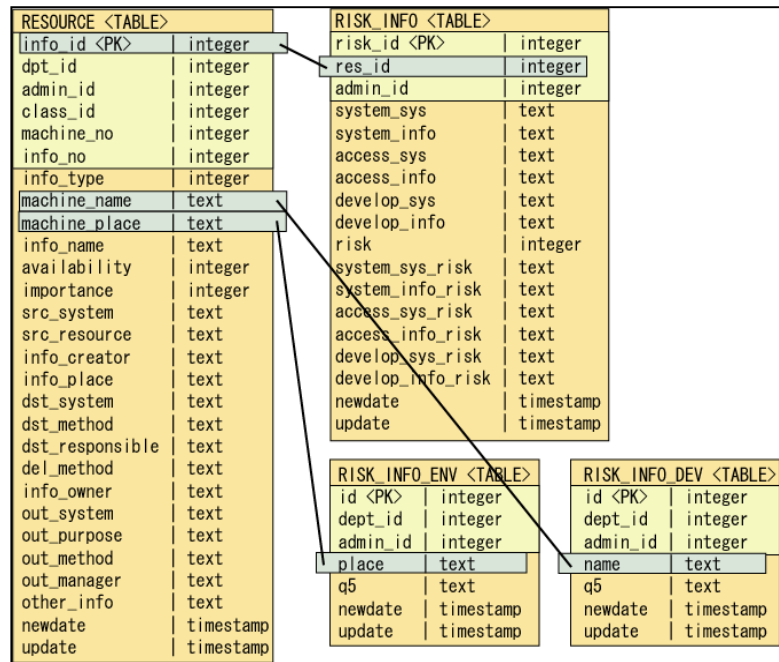 RESOURCE <TABLE>
info_id <PK> | integer
dpt_id | integer
admin_id | integer
class_id | integer
machine_no | integer
info_no | integer
info_type | integer
machine_name | text
machine_place | text
info_name | text
availability | integer
importance | integer
src_system | text
src_resource | text
info_creator | text
info_place | text
dst_system | text
dst_method | text
dst_responsible | text
del_method | text
info_owner | text
out_system | text
out_purpose | text
out_method | text
out_manager | text
other_info | text
newdate | timestamp
update | timestamp
RISK_INFO <TABLE>
risk_id <PK> | integer
res_id | integer
admin_id | integer
system_sys | text
system_info | text
access_sys | text
access_info | text
develop_sys | text
develop_info | text
risk | integer
system_sys_risk | text
system_info_risk | text
access_sys_risk | text
access_info_risk | text
develop_sys_risk | text
develop_info_risk | text
newdate | timestamp
update | timestamp
RISK_INFO_ENV <TABLE>
id <PK> | integer
dept_id | integer
admin_id | integer
place | text
q5 | text
newdate | timestamp
update | timestamp
RISK_INFO_DEV <TABLE>
id <PK> | integer
dept_id | integer
admin_id | integer
name | text
q5 | text
newdate | timestamp
update | timestamp